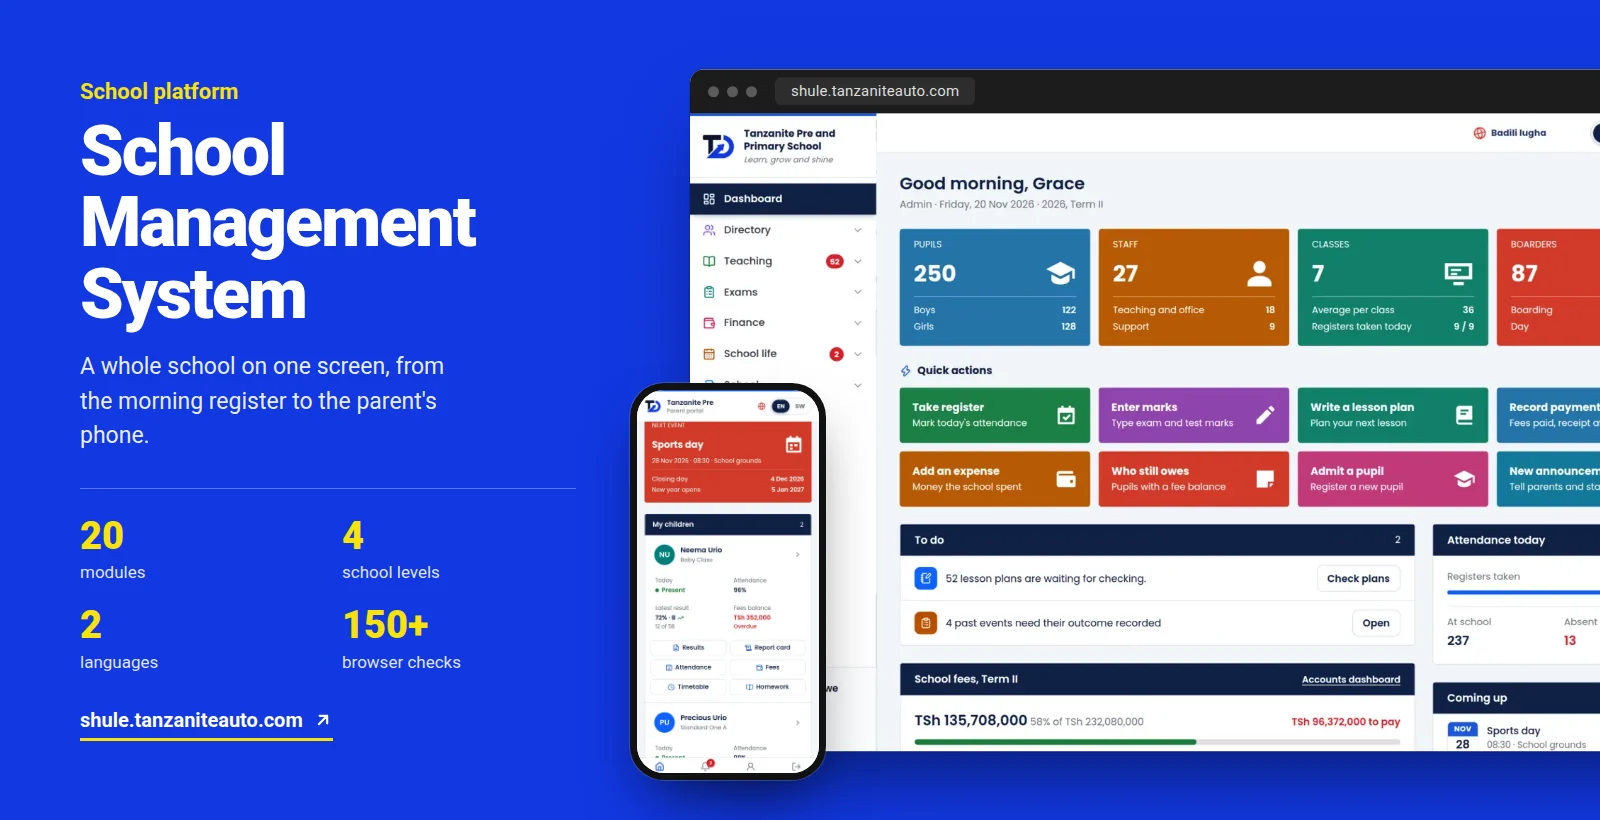 School platform
School
Management
System
A whole school on one screen, from
the morning register to the parent's
phone.
20
modules
4
school levels
2
languages
150+
browser checks
shule.tanzaniteauto.com
shule.tanzaniteauto.com
Tanzanite Pre and
Primary School
Learn, grow and shine
Dashboard
Directory
Teaching 52
Exams
Finance
School life 2
Badili lugha
Good morning, Grace
Admin · Friday, 20 Nov 2026 · 2026, Term II
PUPILS
250
Boys 122
Girls 128
STAFF
27
Teaching and office 18
Support 9
CLASSES
7
Average per class 36
Registers taken today 9 / 9
BOARDERS
87
Boarding
Day
Quick actions
Take register
Mark today's attendance
Enter marks
Type exam and test marks
Write a lesson plan
Plan your next lesson
Record payment
Fees paid, receipt
Add an expense
Money the school spent
Who still owes
Pupils with a fee balance
Admit a pupil
Register a new pupil
New
Tell parents and
To do 2
52 lesson plans are waiting for checking.
Check plans
4 past events need their outcome recorded
Open
Attendance today
Registers taken
At school
237
Absent
13
School fees, Term II
Accounts dashboard
TSh 135,708,000 58% of TSh 232,080,000
TSh 96,372,000 to pay
Coming up
NOV
28
Sports day
08:30 · School grounds
Tanzanite Pre
Parent portal
EN SW
NEXT EVENT
Sports day
28 Nov 2026 · 08:30 · School grounds
Closing day 4 Dec 2026
New year opens 5 Jan 2027
My children 2
NU
Neema Urio
Baby Class
Today
Present
Attendance
96%
Latest result
72% · B
12 of 58
Fees balance
TSh 352,000
Overdue
Results
Report card
Attendance
Fees
Timetable
Homework
PU
Precious Urio
Standard One A
Today
Attendance